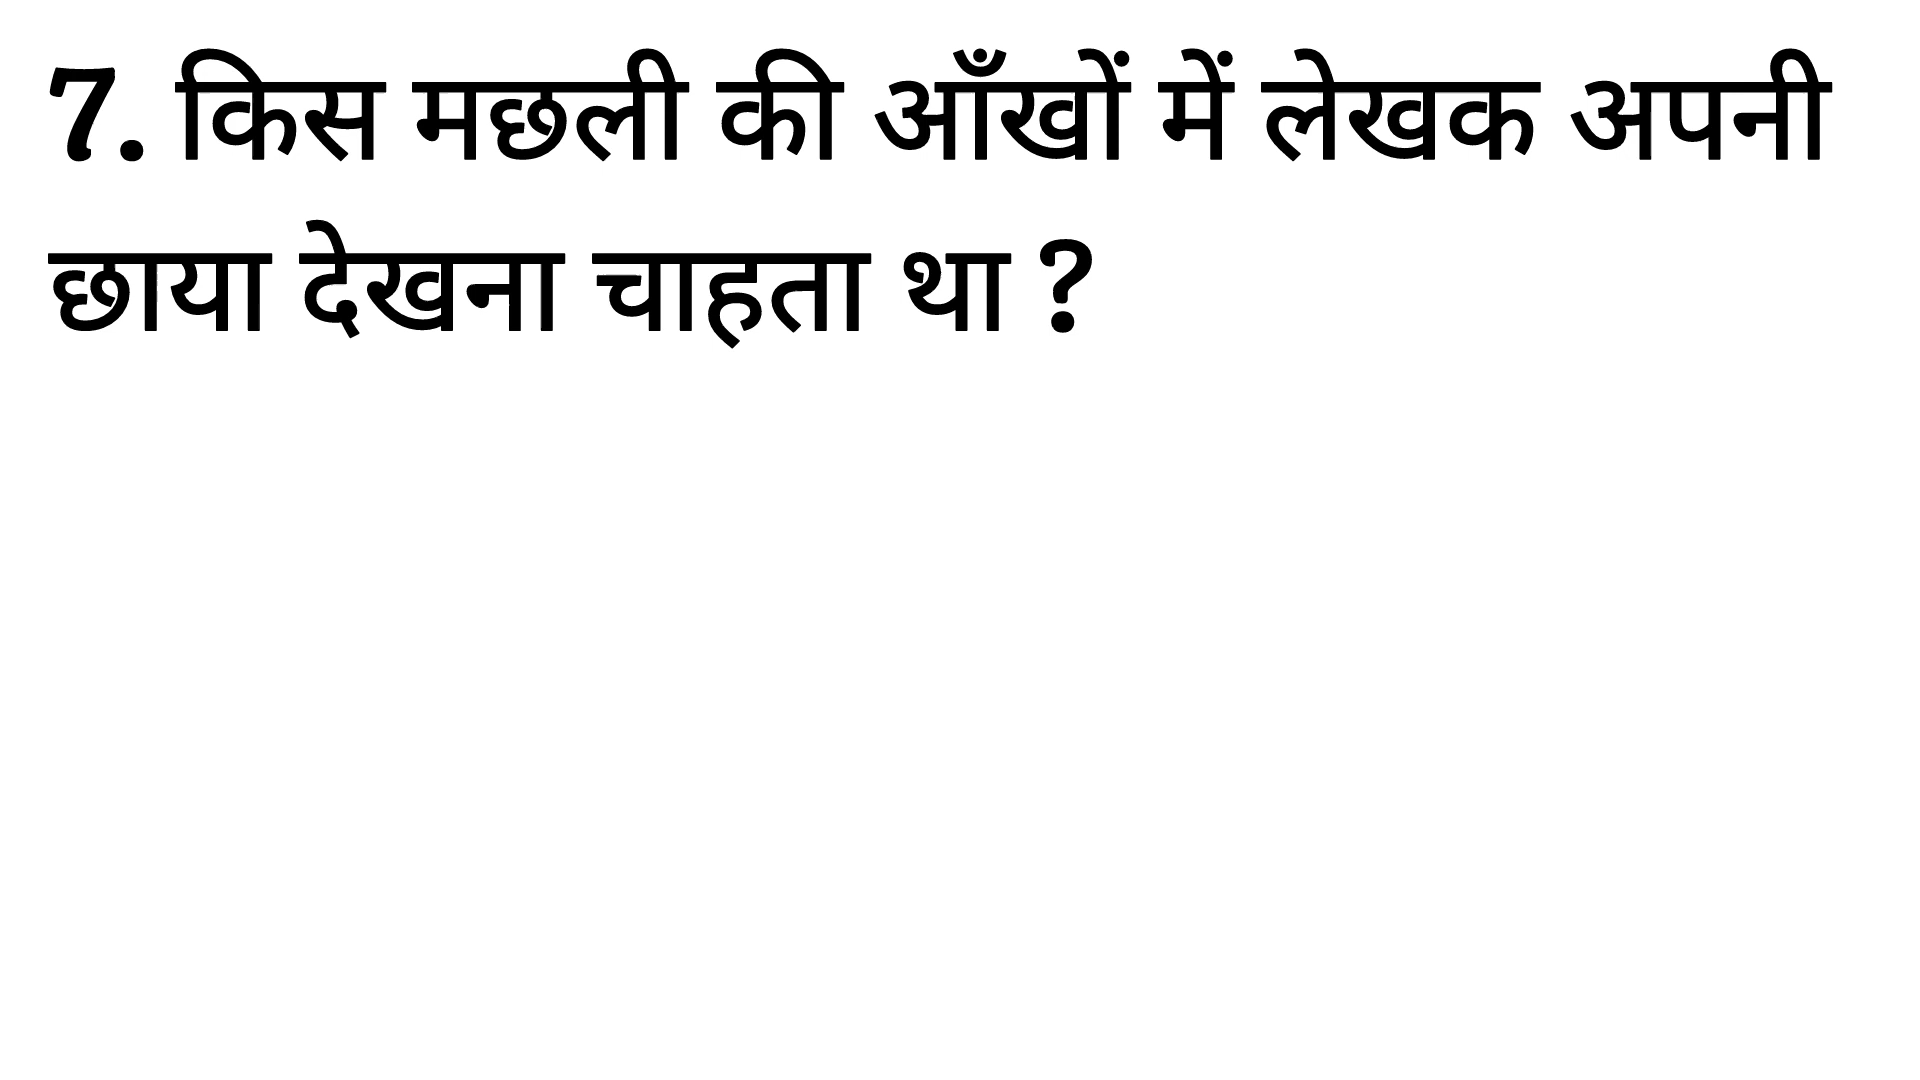 7. किस मछली की आँखों में लेखक अपनी
छाया देखना चाहता था ?